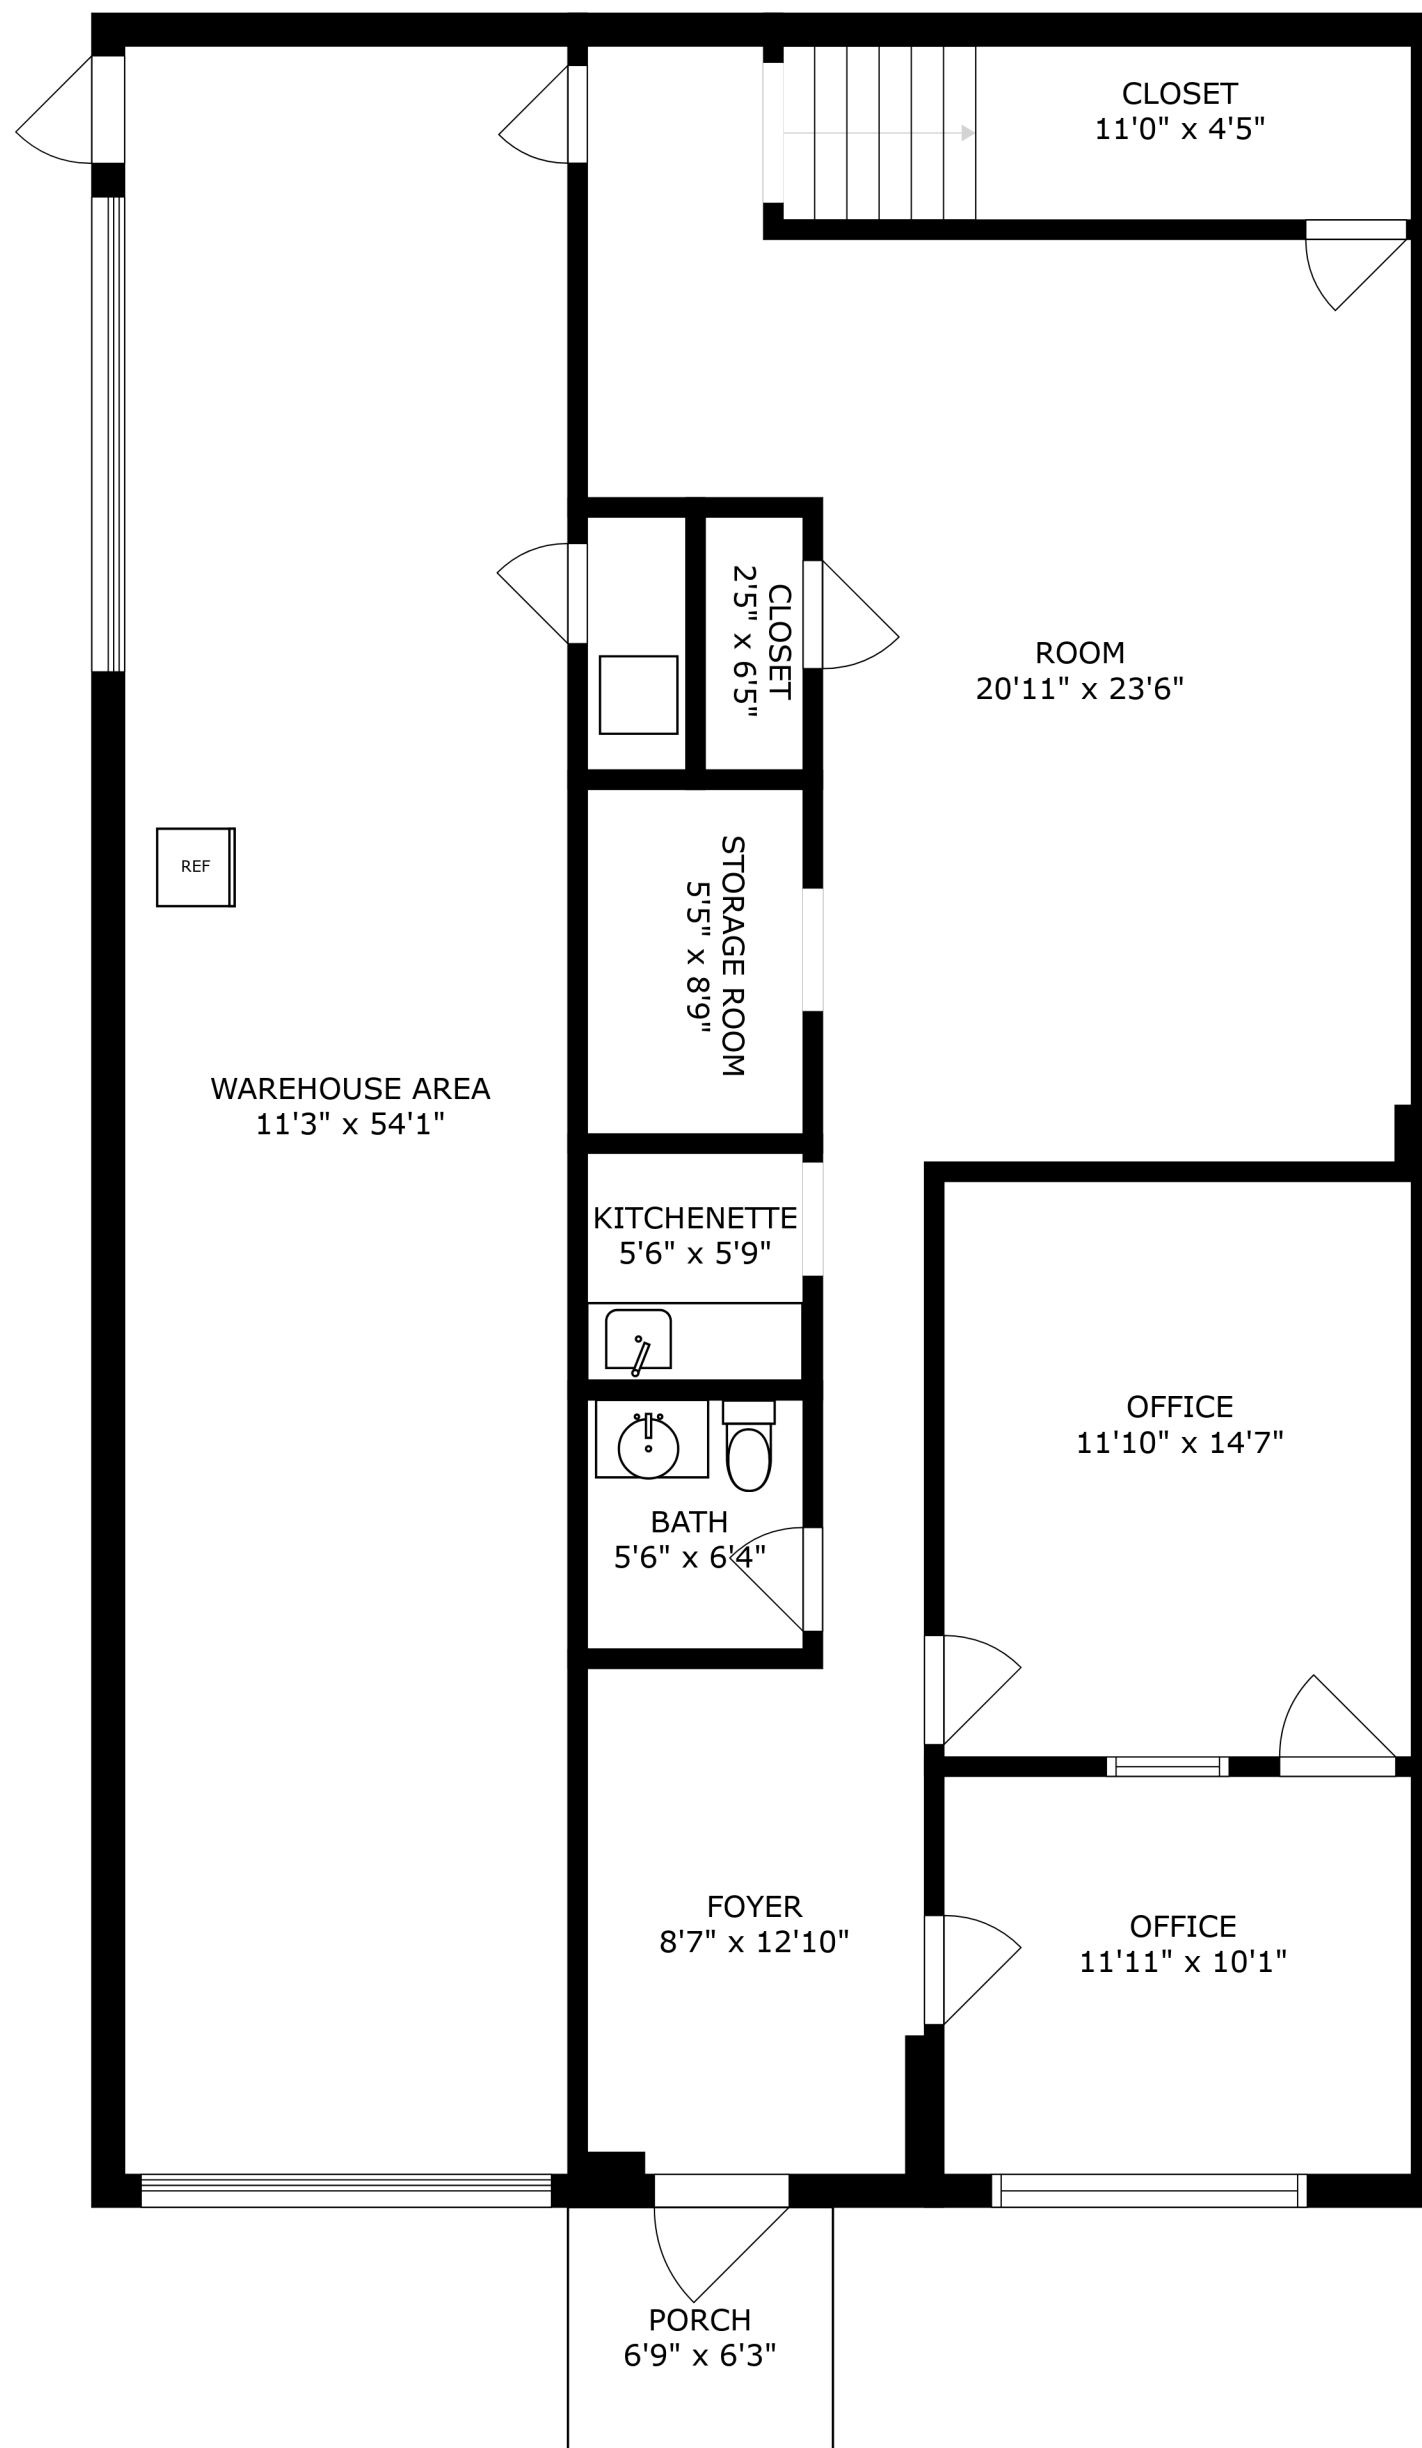 CLOSET
11'0" x 4'5"
CLOSET
2'5" x 6'5"
ROOM
20'11" x 23'6"
REF
STORAGE ROOM
5'5" x 8'9"
WAREHOUSE AREA
11'3" x 54'1"
KITCHENETTE
5'6" x 5'9"
OFFICE
11'10" x 14'7"
BATH
5'6" x 6'4"
FOYER
8'7" x 12'10"
OFFICE
11'11" x 10'1"
PORCH
6'9" x 6'3"